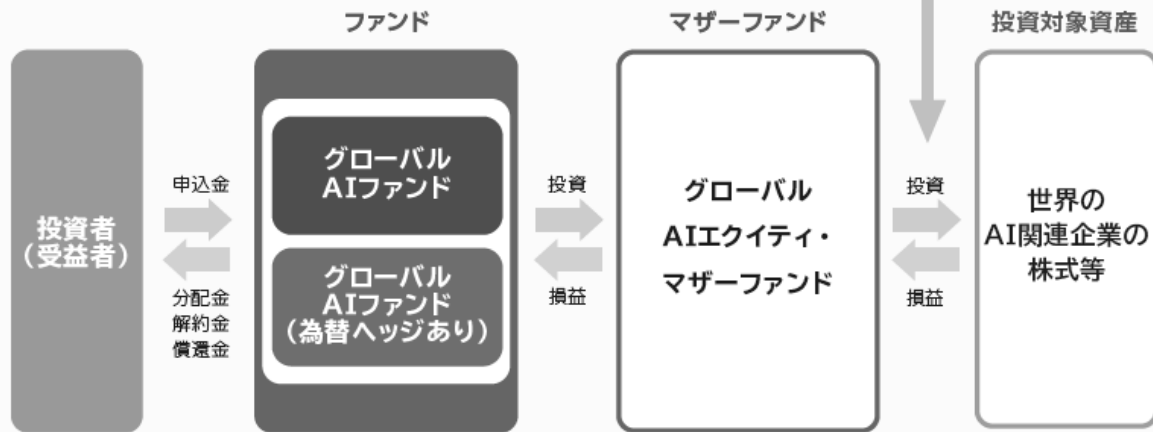 ファンド
マザーファンド
投資対象資産
投資者
（受益者）
申込金
分配金
解約金
償還金
グローバル
AIファンド
グローバル
AIファンド
（為替ヘッジあり）
投資
損益
グローバル
AIエクイティ・
マザーファンド
投資
損益
世界の
AI関連企業の
株式等